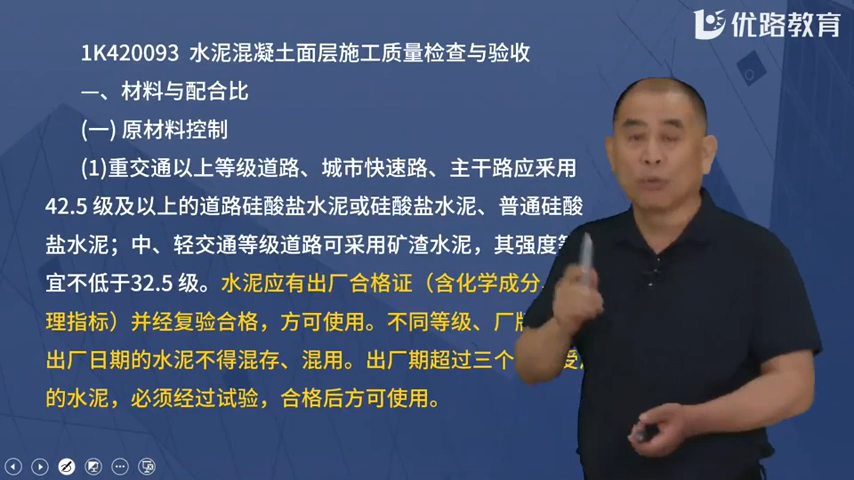 优路教育
1K420093 水泥混凝土面层施工质量检查与验收
一、材料与配合比
(一) 原材料控制
(1)重交通以上等级道路、城市快速路、主干路应采用
42.5 级及以上的道路硅酸盐水泥或硅酸盐水泥、普通硅酸
盐水泥；中、轻交通等级道路可采用矿渣水泥，其强度等
宜不低于32.5 级。水泥应有出厂合格证（含化学成分、
理指标）并经复验合格，方可使用。不同等级、厂牌
出厂日期的水泥不得混存、混用。出厂期超过三个 受
的水泥，必须经过试验，合格后方可使用。